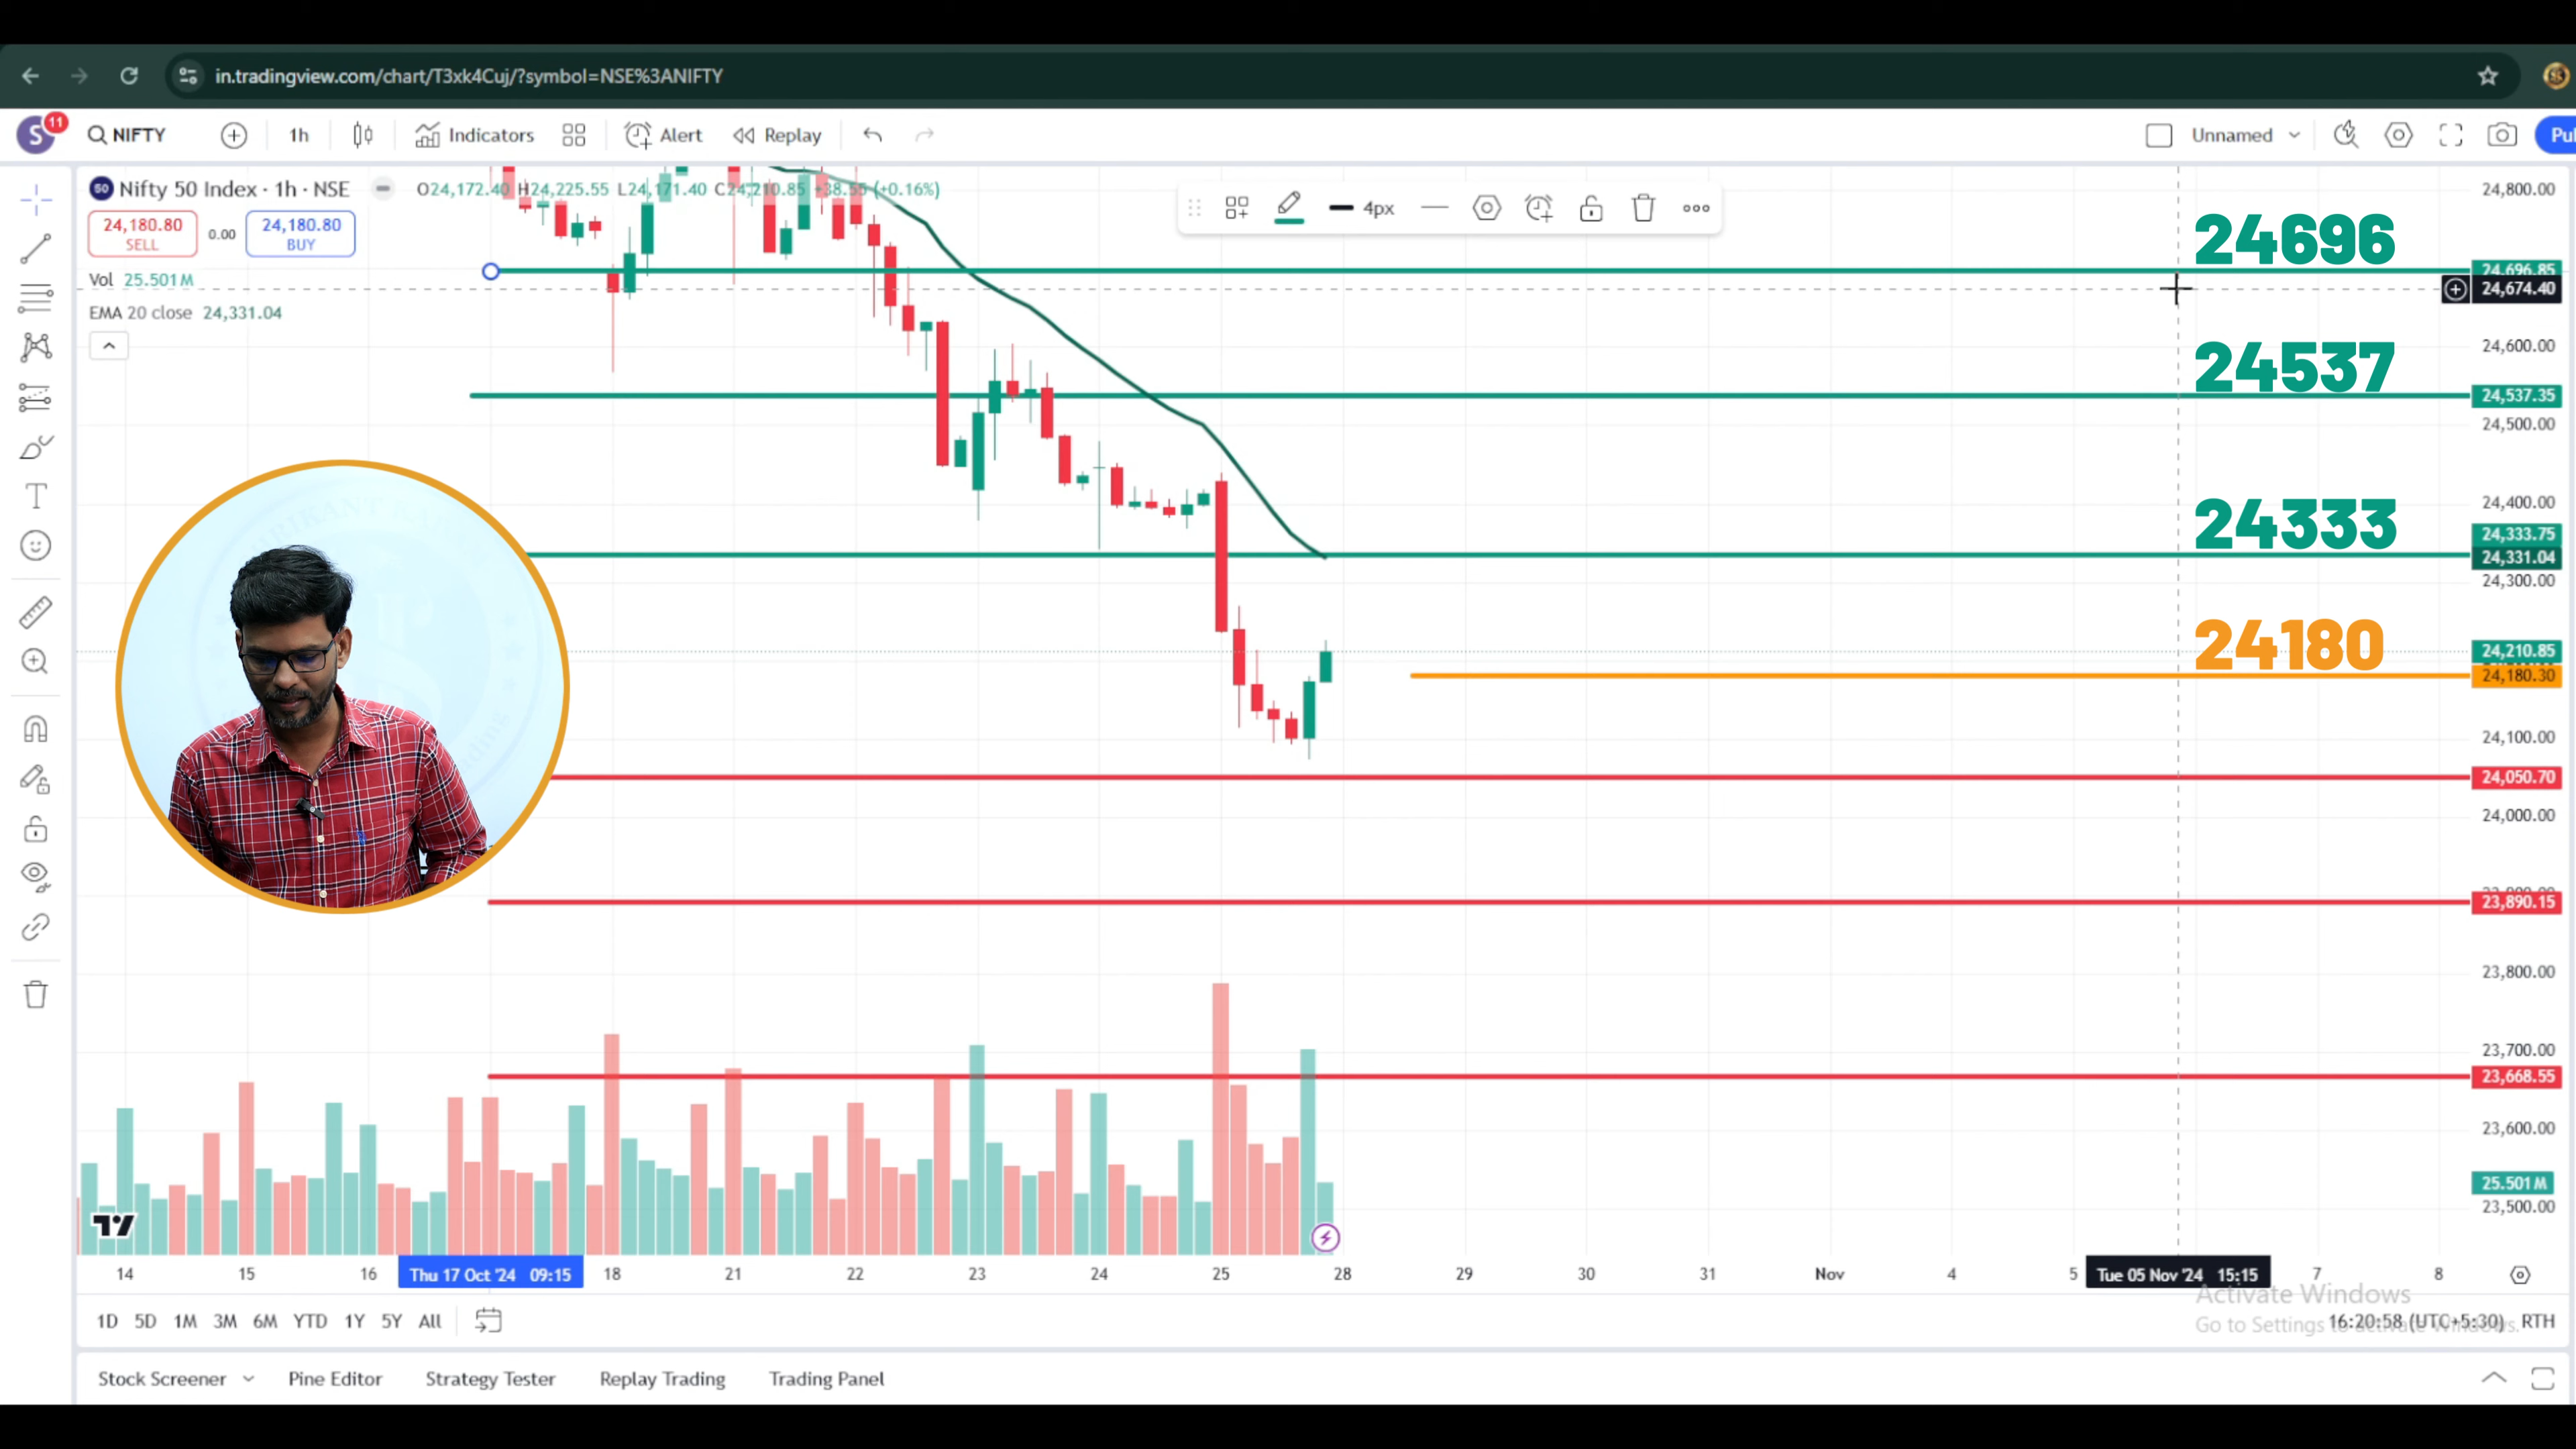 in.tradingview.com/chart/T3xk4Cuj/?symbol=NSE%3ANIFTY
S 11 NIFTY 1h Indicators Alert Replay Unnamed Pul
50 Nifty 50 Index · 1h · NSE O24,172.40 H24,225.55 L24,171.40 C24,210.85 +38.55 (+0.16%)
24,180.80 SELL 0.00 24,180.80 BUY
Vol 25.501M
EMA 20 close 24,331.04
4px
24696
24537
24333
24180
24,800.00
24,696.85
24,674.40
24,600.00
24,537.35
24,500.00
24,400.00
24,333.75
24,331.04
24,300.00
24,210.85
24,180.30
24,100.00
24,050.70
24,000.00
23,890.15
23,800.00
23,700.00
23,668.55
23,600.00
25.501M
23,500.00
14 15 16 Thu 17 Oct '24 09:15 18 21 22 23 24 25 28 29 30 31 Nov 4 5 Tue 05 Nov '24 15:15 7 8
Activate Windows
Go to Settings to activate Windows.
1D 5D 1M 3M 6M YTD 1Y 5Y All 16:20:58 (UTC+5:30) RTH
Stock Screener Pine Editor Strategy Tester Replay Trading Trading Panel